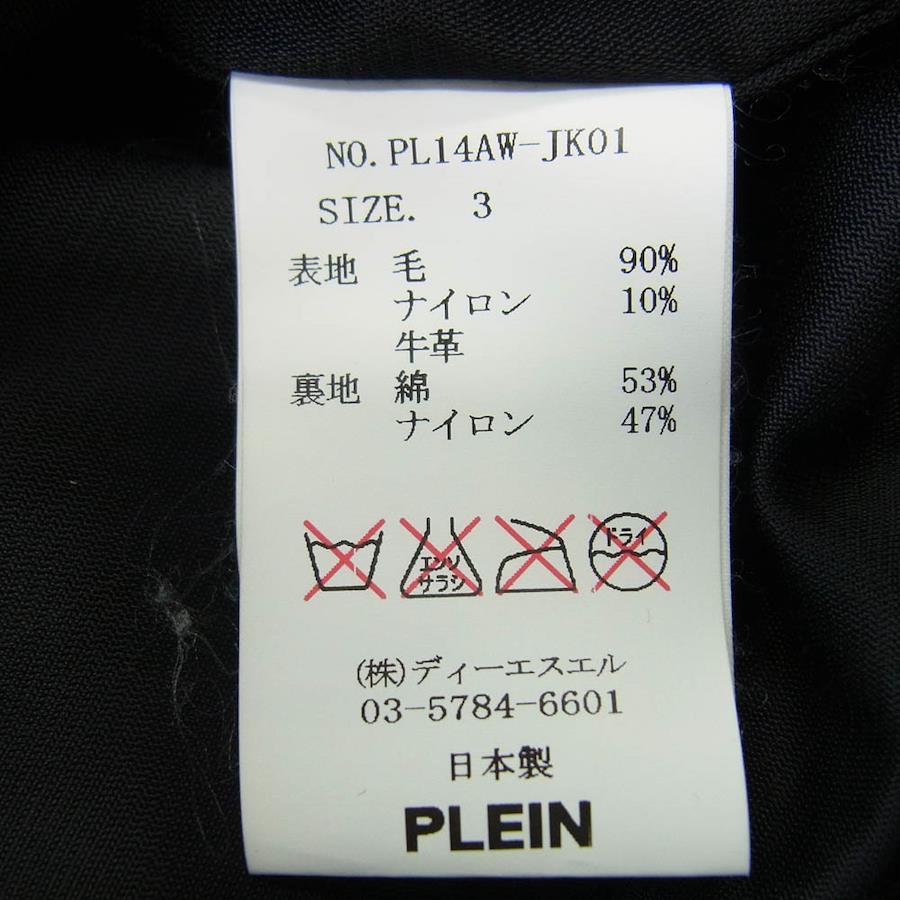 NO.PL14AW-JK01
SIZE. 3
表地 毛 90%
ナイロン 10%
牛革
裏地 綿 53%
ナイロン 47%
エンソ
サラシ
ドライ
(株)ディーエスエル
03-5784-6601
日本製
PLEIN